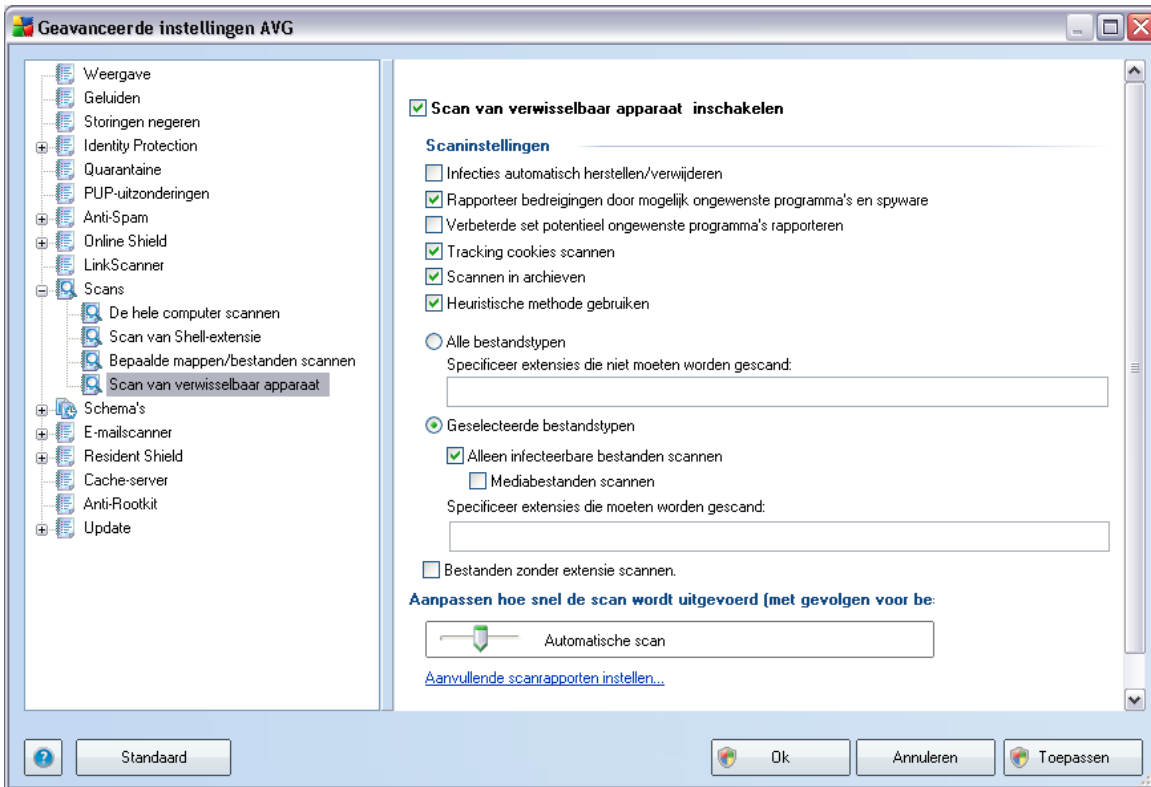 Geavanceerde instellingen AVG
Weergave
Geluiden
Storingen negeren
Identity Protection
Quarantaine
PUP-uitzonderingen
Anti-Spam
Online Shield
LinkScanner
Scans
De hele computer scannen
Scan van Shell-extensie
Bepaalde mappen/bestanden scannen
Scan van verwisselbaar apparaat
Schema's
E-mailscanner
Resident Shield
Cache-server
Anti-Rootkit
Update
Scan van verwisselbaar apparaat inschakelen
Scaninstellingen
Infecties automatisch herstellen/verwijderen
Rapporteer bedreigingen door mogelijk ongewenste programma's en spyware
Verbeterde set potentieel ongewenste programma's rapporteren
Tracking cookies scannen
Scannen in archieven
Heuristische methode gebruiken
Alle bestandstypen
Specificeer extensies die niet moeten worden gescand:
Geselecteerde bestandstypen
Alleen infecteerbare bestanden scannen
Mediabestanden scannen
Specificeer extensies die moeten worden gescand:
Bestanden zonder extensie scannen.
Aanpassen hoe snel de scan wordt uitgevoerd (met gevolgen voor be:
Automatische scan
Aanvullende scanrapporten instellen...
?
Standaard
Ok
Annuleren
Toepassen